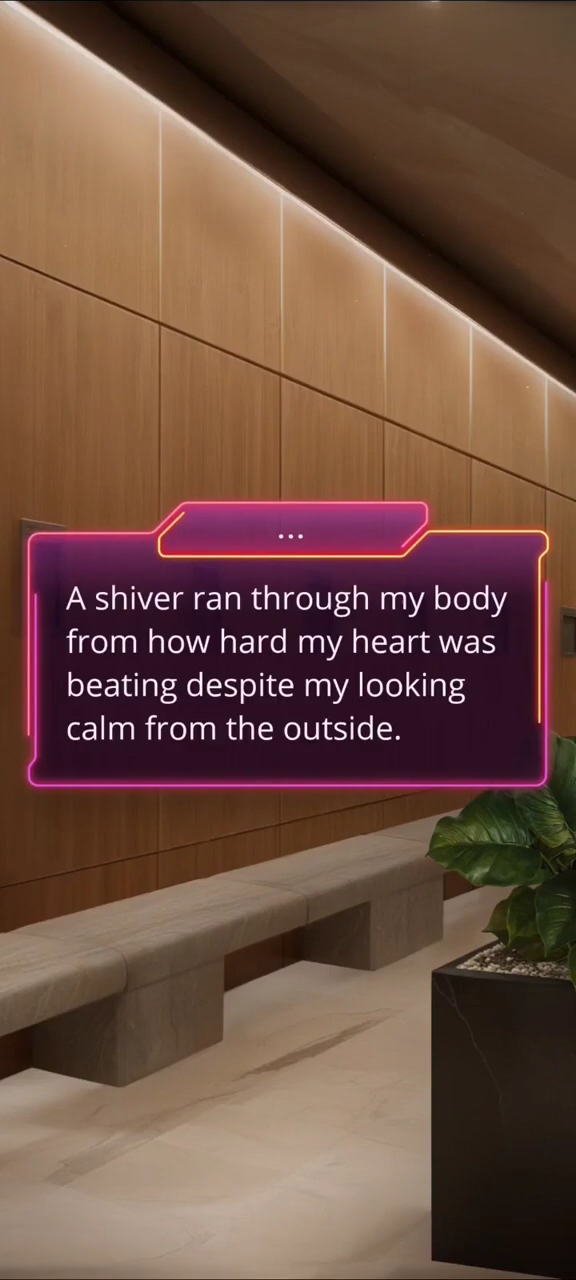 ...
A shiver ran through my body
from how hard my heart was
beating despite my looking
calm from the outside.